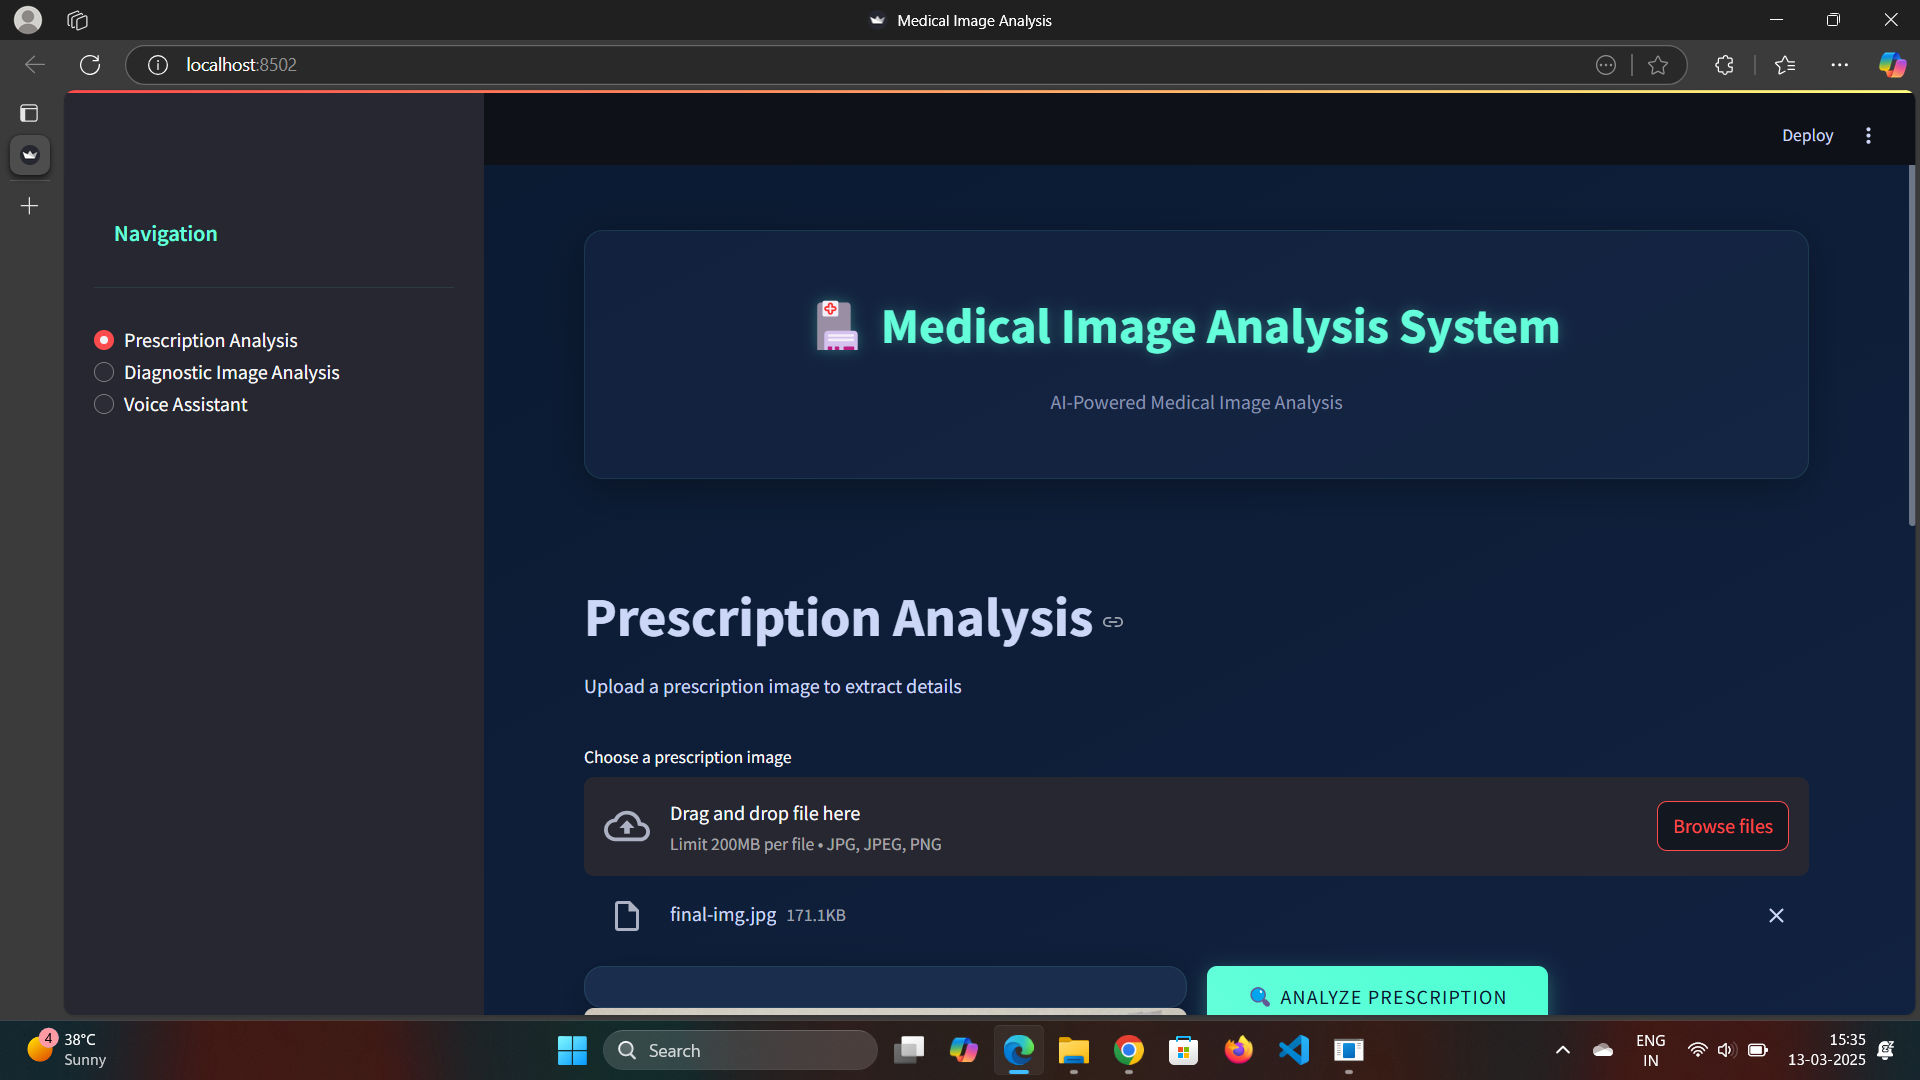 Medical Image Analysis
localhost:8502
Deploy
Navigation
Prescription Analysis
Diagnostic Image Analysis
Voice Assistant
Medical Image Analysis System
AI-Powered Medical Image Analysis
Prescription Analysis
Upload a prescription image to extract details
Choose a prescription image
Drag and drop file here
Limit 200MB per file • JPG, JPEG, PNG
Browse files
final-img.jpg 171.1KB
ANALYZE PRESCRIPTION
4
38°C
Sunny
Search
ENG
IN
15:35
13-03-2025